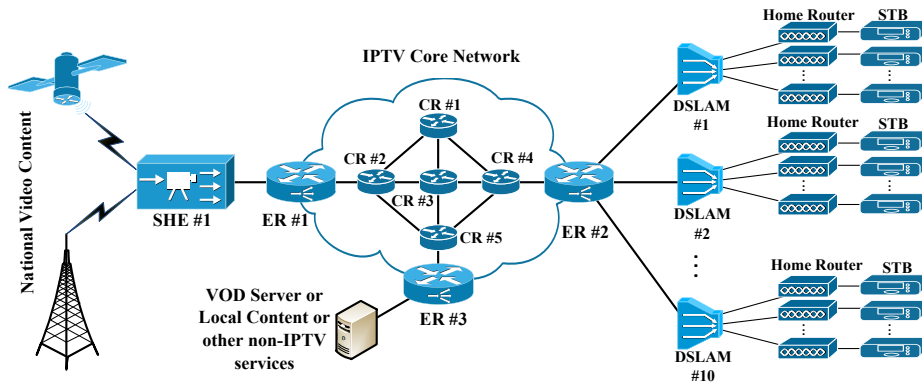 Home Router
STB
IPTV Core Network
DSLAM
#1
CR #1
National Video Content
Home Router
STB
CR #2
CR #4
CR #3
SHE #1
ER #1
ER #2
DSLAM
#2
CR #5
Home Router
STB
VOD Server or
Local Content or
other non-IPTV
services
ER #3
DSLAM
#10